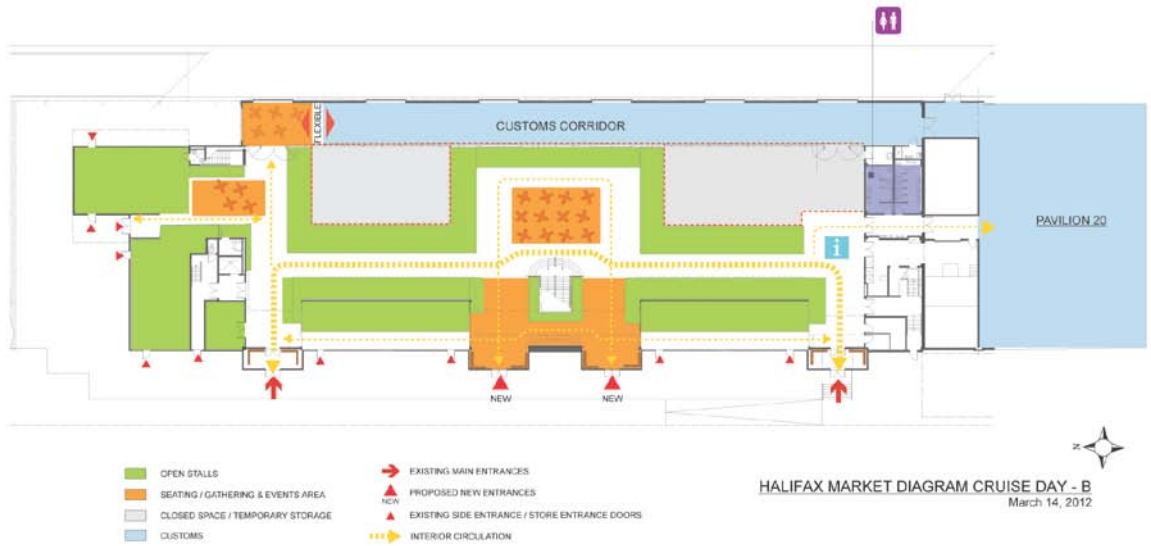 FLEXIBLE
CUSTOMS CORRIDOR
PAVILION 20
i
NEW
NEW
N
OPEN STALLS
SEATING / GATHERING & EVENTS AREA
CLOSED SPACE / TEMPORARY STORAGE
CUSTOMS
EXISTING MAIN ENTRANCES
PROPOSED NEW ENTRANCES
NEW
EXISTING SIDE ENTRANCE / STORE ENTRANCE DOORS
INTERIOR CIRCULATION
HALIFAX MARKET DIAGRAM CRUISE DAY - B
March 14, 2012